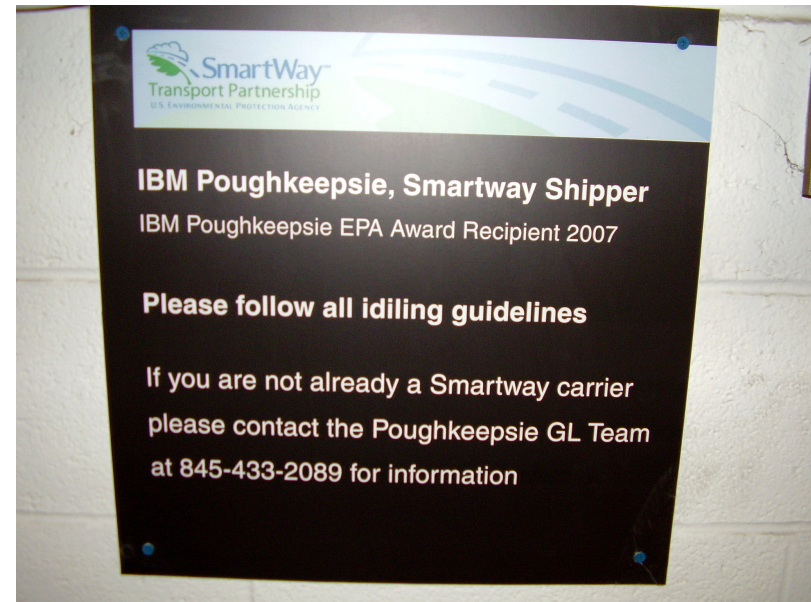 SmartWay™
Transport Partnership
U.S. ENVIRONMENTAL PROTECTION AGENCY
IBM Poughkeepsie, Smartway Shipper
IBM Poughkeepsie EPA Award Recipient 2007
Please follow all idiling guidelines
If you are not already a Smartway carrier
please contact the Poughkeepsie GL Team
at 845-433-2089 for information